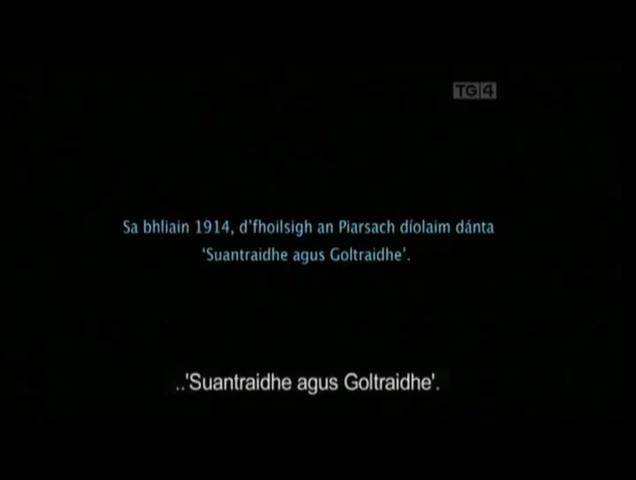 TG4
Sa bhliain 1914, d'fhoilsigh an Piarsach díolaim dánta
'Suantraidhe agus Goltraidhe'.
..'Suantraidhe agus Goltraidhe'.